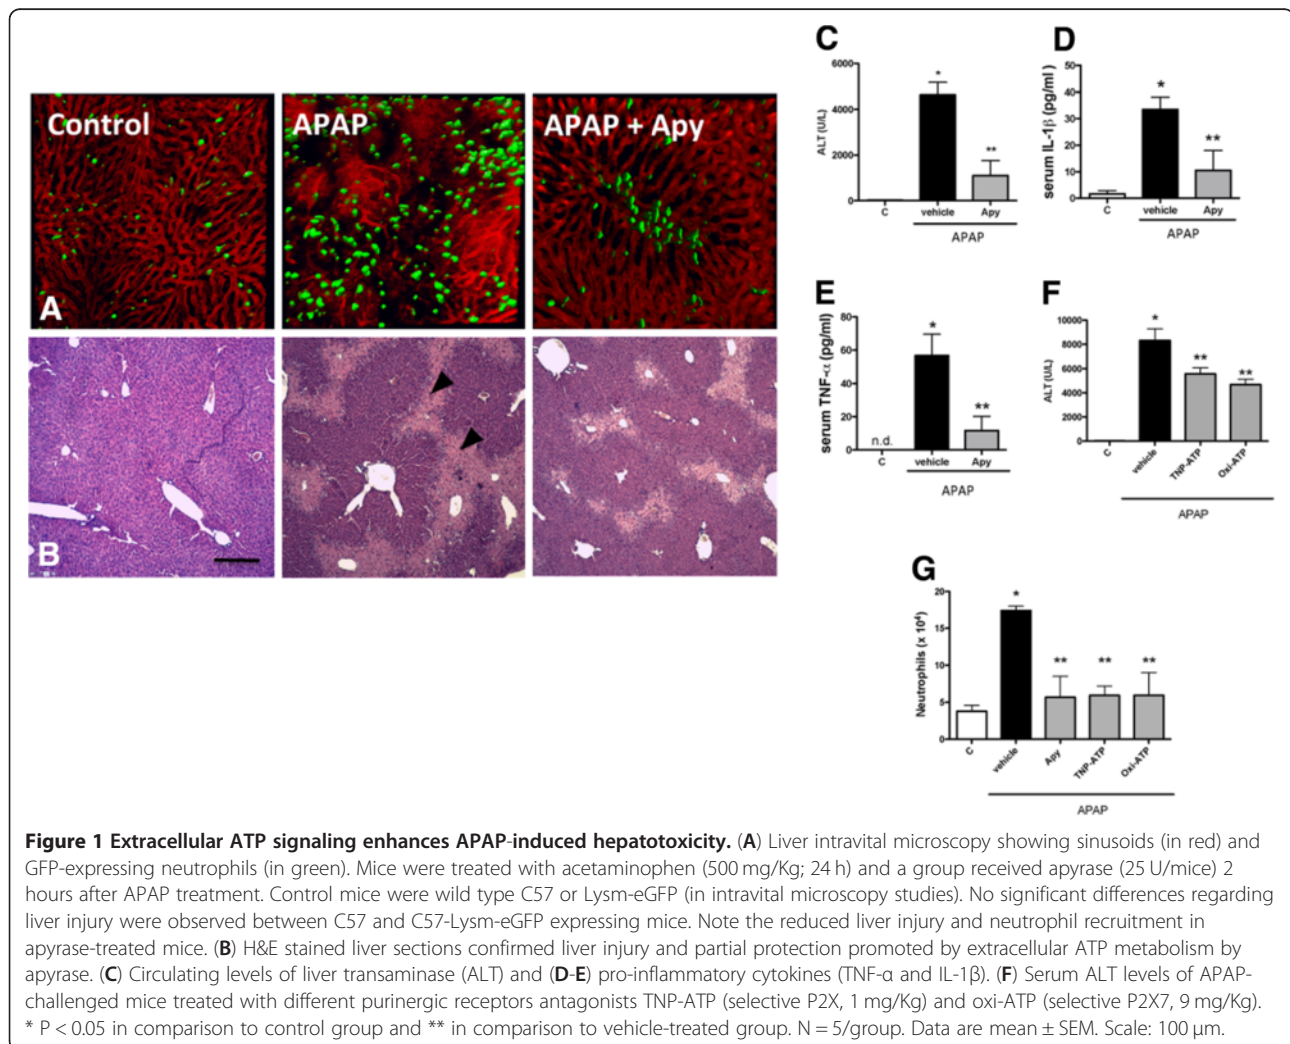 Control
APAP
APAP + Apy
A
B
C
6000
4000
2000
0
ALT (U/L)
*
**
C
vehicle
Apy
APAP
D
50
40
30
20
10
0
serum IL-1β (pg/ml)
*
**
C
vehicle
Apy
APAP
E
80
60
40
20
0
serum TNF-α (pg/ml)
n.d.
*
**
C
vehicle
Apy
APAP
F
10000
8000
6000
4000
2000
0
ALT (U/L)
*
**
**
C
vehicle
TNP-ATP
Oxi-ATP
APAP
G
20
15
10
5
0
Neutrophils (x 10⁴)
*
**
**
**
C
vehicle
Apy
TNP-ATP
Oxi-ATP
APAP
Figure 1 Extracellular ATP signaling enhances APAP-induced hepatotoxicity. (A) Liver intravital microscopy showing sinusoids (in red) and
GFP-expressing neutrophils (in green). Mice were treated with acetaminophen (500 mg/Kg; 24 h) and a group received apyrase (25 U/mice) 2
hours after APAP treatment. Control mice were wild type C57 or Lysm-eGFP (in intravital microscopy studies). No significant differences regarding
liver injury were observed between C57 and C57-Lysm-eGFP expressing mice. Note the reduced liver injury and neutrophil recruitment in
apyrase-treated mice. (B) H&E stained liver sections confirmed liver injury and partial protection promoted by extracellular ATP metabolism by
apyrase. (C) Circulating levels of liver transaminase (ALT) and (D-E) pro-inflammatory cytokines (TNF-α and IL-1β). (F) Serum ALT levels of APAP-
challenged mice treated with different purinergic receptors antagonists TNP-ATP (selective P2X, 1 mg/Kg) and oxi-ATP (selective P2X7, 9 mg/Kg).
* P < 0.05 in comparison to control group and ** in comparison to vehicle-treated group. N = 5/group. Data are mean ± SEM. Scale: 100 μm.